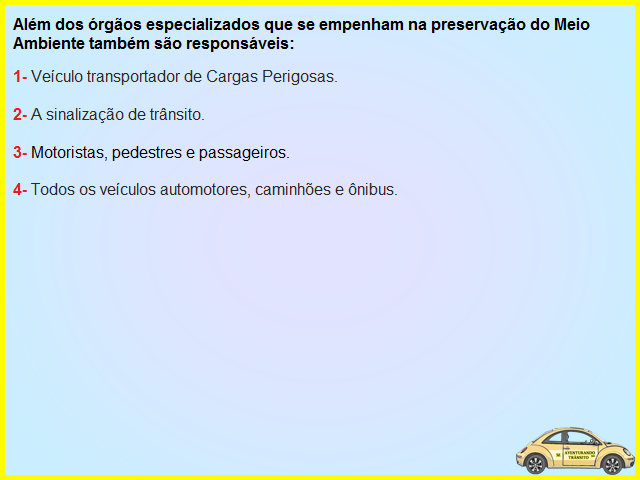 Além dos órgãos especializados que se empenham na preservação do Meio
Ambiente também são responsáveis:
1- Veículo transportador de Cargas Perigosas.
2- A sinalização de trânsito.
3- Motoristas, pedestres e passageiros.
4- Todos os veículos automotores, caminhões e ônibus.
AVENTURANDO
TRÂNSITO